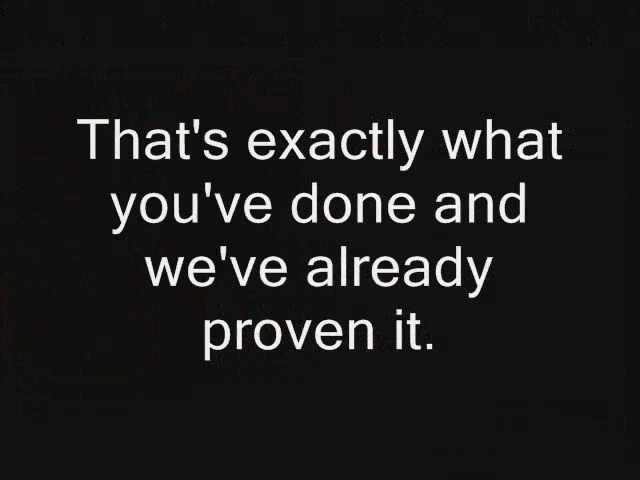 That's exactly what
you've done and
we've already
proven it.